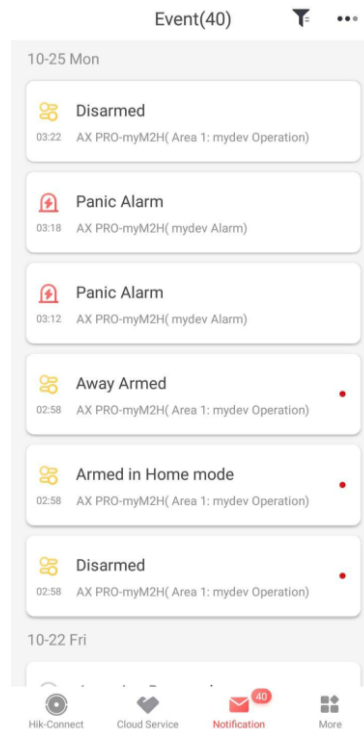 Event(40)
10-25 Mon
Disarmed
03:22 AX PRO-myM2H( Area 1: mydev Operation)
Panic Alarm
03:18 AX PRO-myM2H( mydev Alarm)
Panic Alarm
03:12 AX PRO-myM2H( mydev Alarm)
Away Armed
02:58 AX PRO-myM2H( Area 1: mydev Operation)
Armed in Home mode
02:58 AX PRO-myM2H( Area 1: mydev Operation)
Disarmed
02:58 AX PRO-myM2H( Area 1: mydev Operation)
10-22 Fri
40
Hik-Connect Cloud Service Notification More